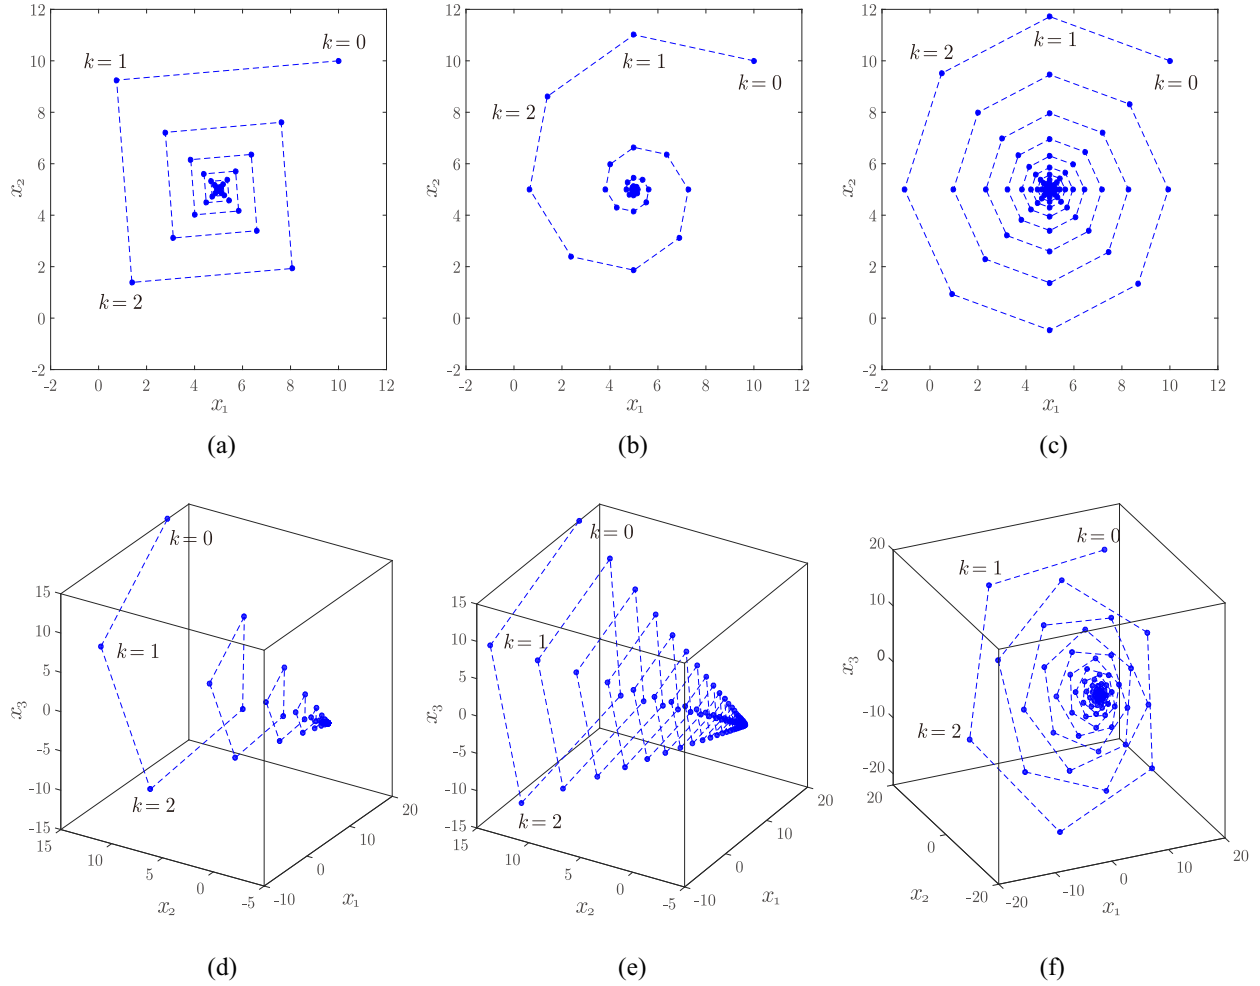 12
10
8
6
4
2
0
-2
-2 0 2 4 6 8 10 12
x₂
x₁
k=0
k=1
k=2
(a)
12
10
8
6
4
2
0
-2
-2 0 2 4 6 8 10 12
x₂
x₁
k=1
k=0
k=2
(b)
12
10
8
6
4
2
0
-2
-2 0 2 4 6 8 10 12
x₂
x₁
k=2
k=1
k=0
(c)
k=0
k=1
k=2
15
10
5
0
-5
-10
-15
x₃
15 10 5 0 -5
x₂
-10 0 10 20
x₁
(d)
k=0
k=1
k=2
15
10
5
0
-5
-10
-15
x₃
15 10 5 0 -5
x₂
-10 0 10 20
x₁
(e)
k=0
k=1
k=2
20
10
0
-10
-20
x₃
20 0 -20
x₂
-20 -10 0 10 20
x₁
(f)